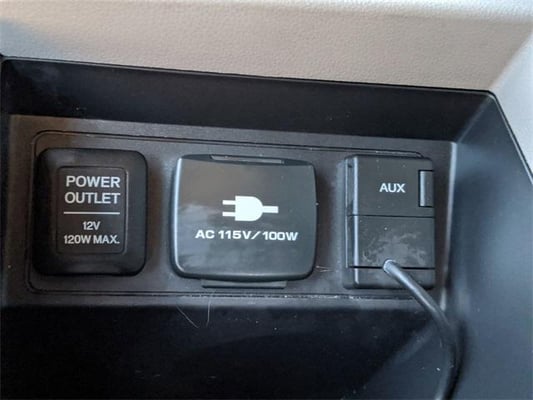 POWER
OUTLET
12V
120W MAX.
AC 115V/100W
AUX